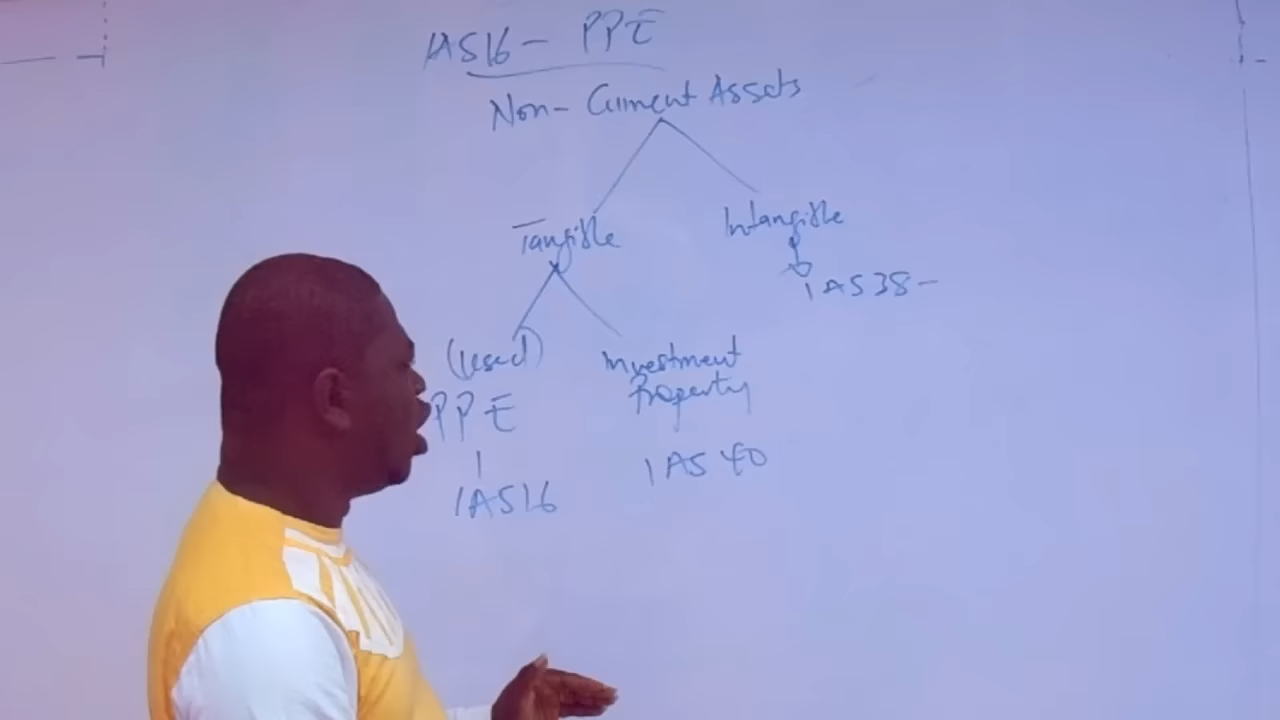 IAS16 - PPE
Non-Current Assets
Tangible
Intangible
IAS38-
(used)
Investment
Property
PPE
IAS 40
IAS16